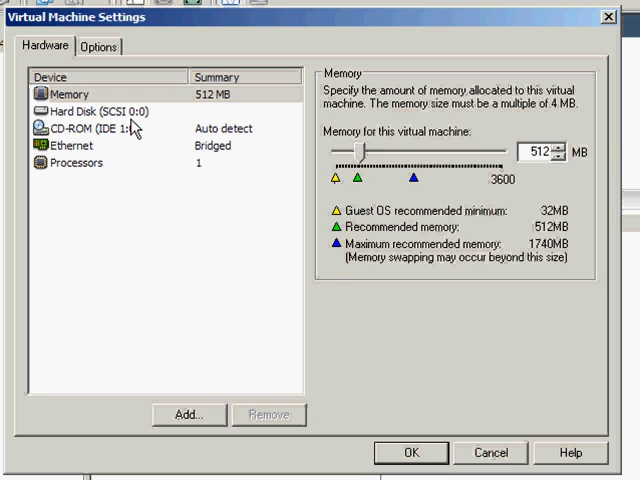 Virtual Machine Settings
Hardware Options
Device Summary
Memory 512 MB
Hard Disk (SCSI 0:0)
CD-ROM (IDE 1: Auto detect
Ethernet Bridged
Processors 1
Add... Remove
Memory
Specify the amount of memory allocated to this virtual
machine. The memory size must be a multiple of 4 MB.
Memory for this virtual machine:
512 MB
3600
Guest OS recommended minimum: 32MB
Recommended memory: 512MB
Maximum recommended memory: 1740MB
(Memory swapping may occur beyond this size)
OK Cancel Help